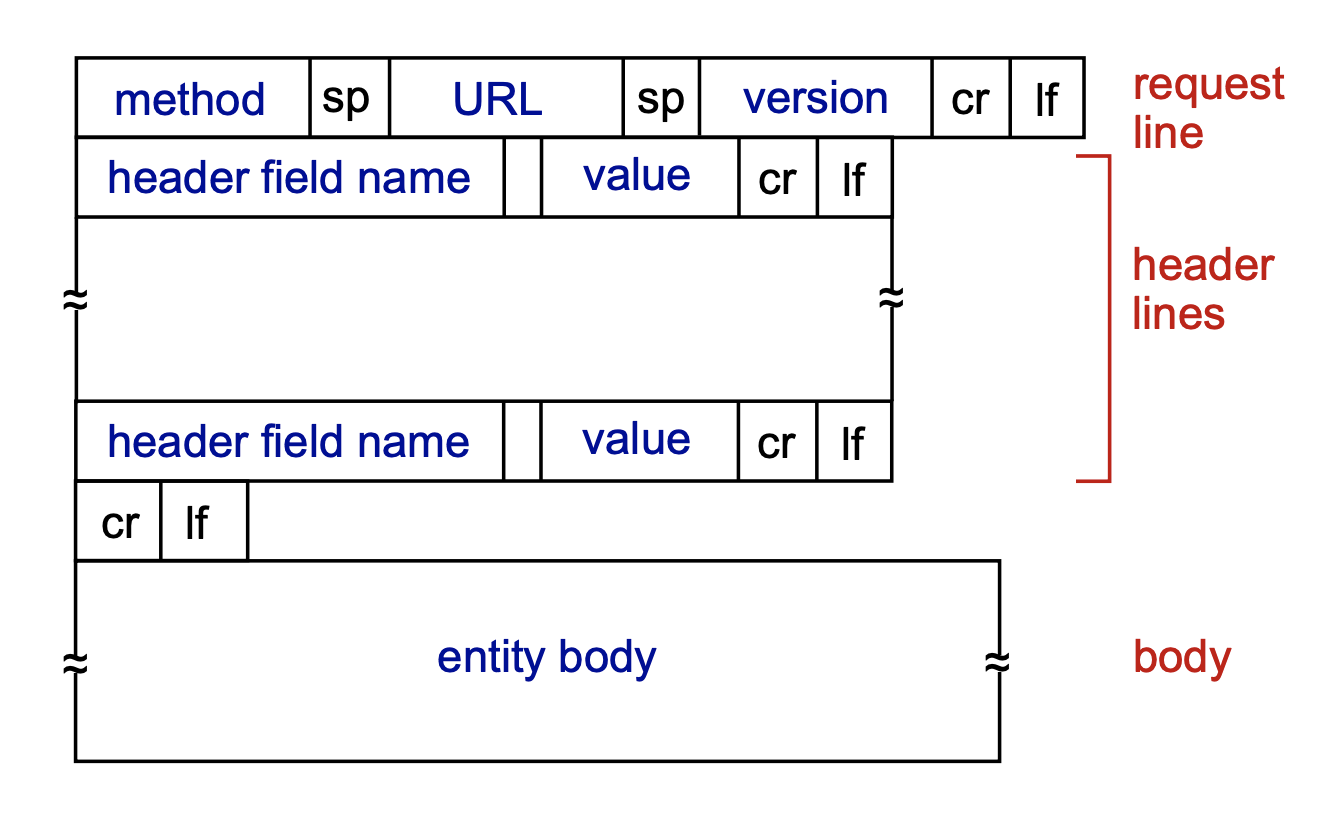 method sp URL sp version cr lf
request
line
header field name value cr lf
header
lines
header field name value cr lf
cr lf
entity body
body